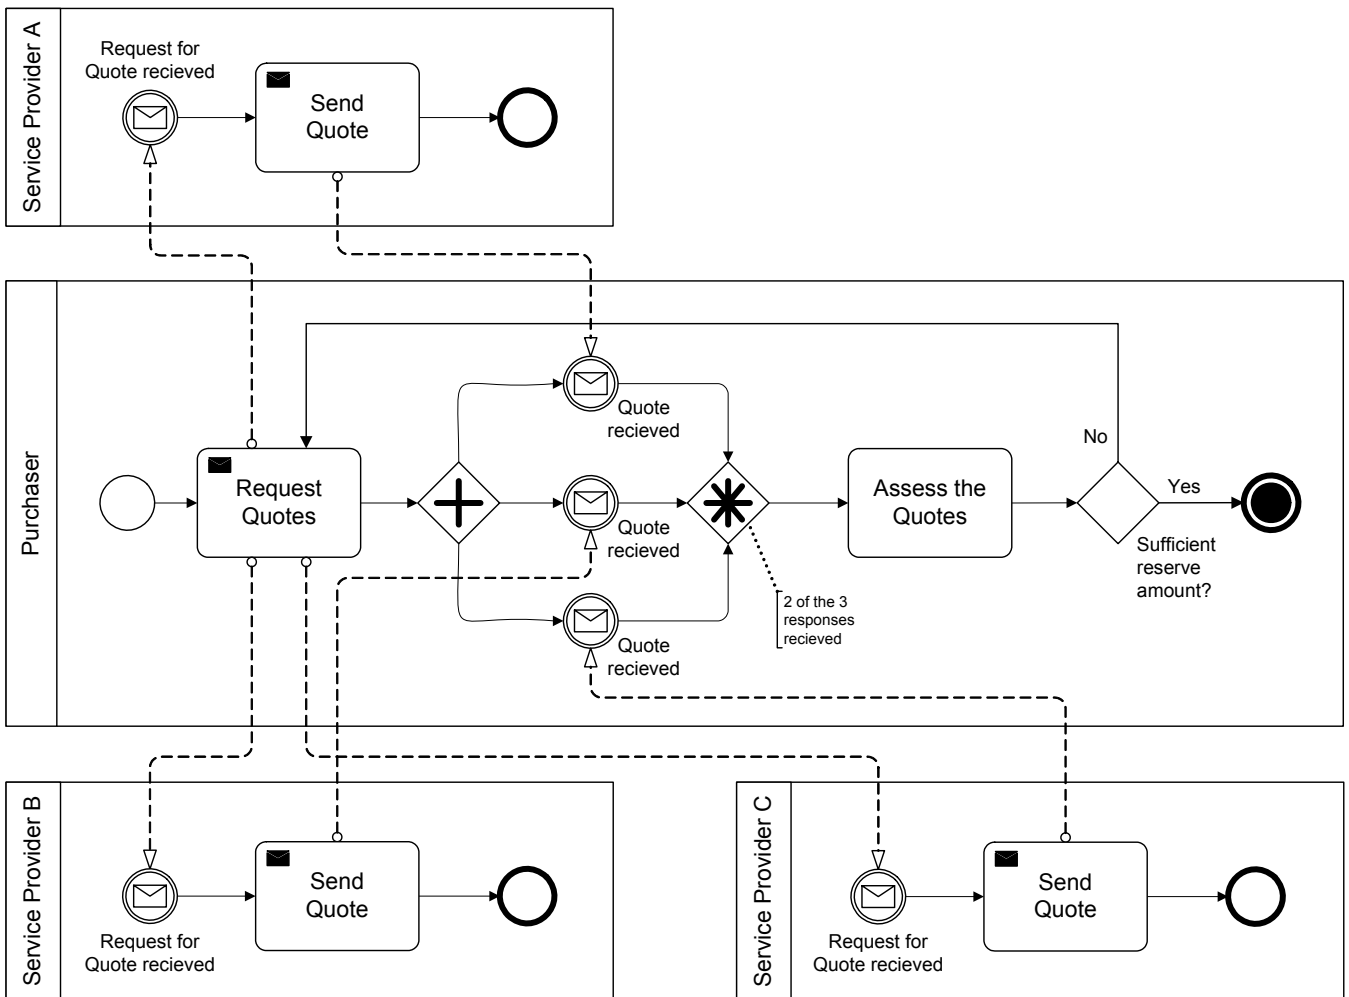 Service Provider A
Request for
Quote recieved
Send
Quote
Purchaser
Request
Quotes
Quote
recieved
Quote
recieved
Quote
recieved
2 of the 3
responses
recieved
Assess the
Quotes
No
Yes
Sufficient
reserve
amount?
Service Provider B
Request for
Quote recieved
Send
Quote
Service Provider C
Request for
Quote recieved
Send
Quote